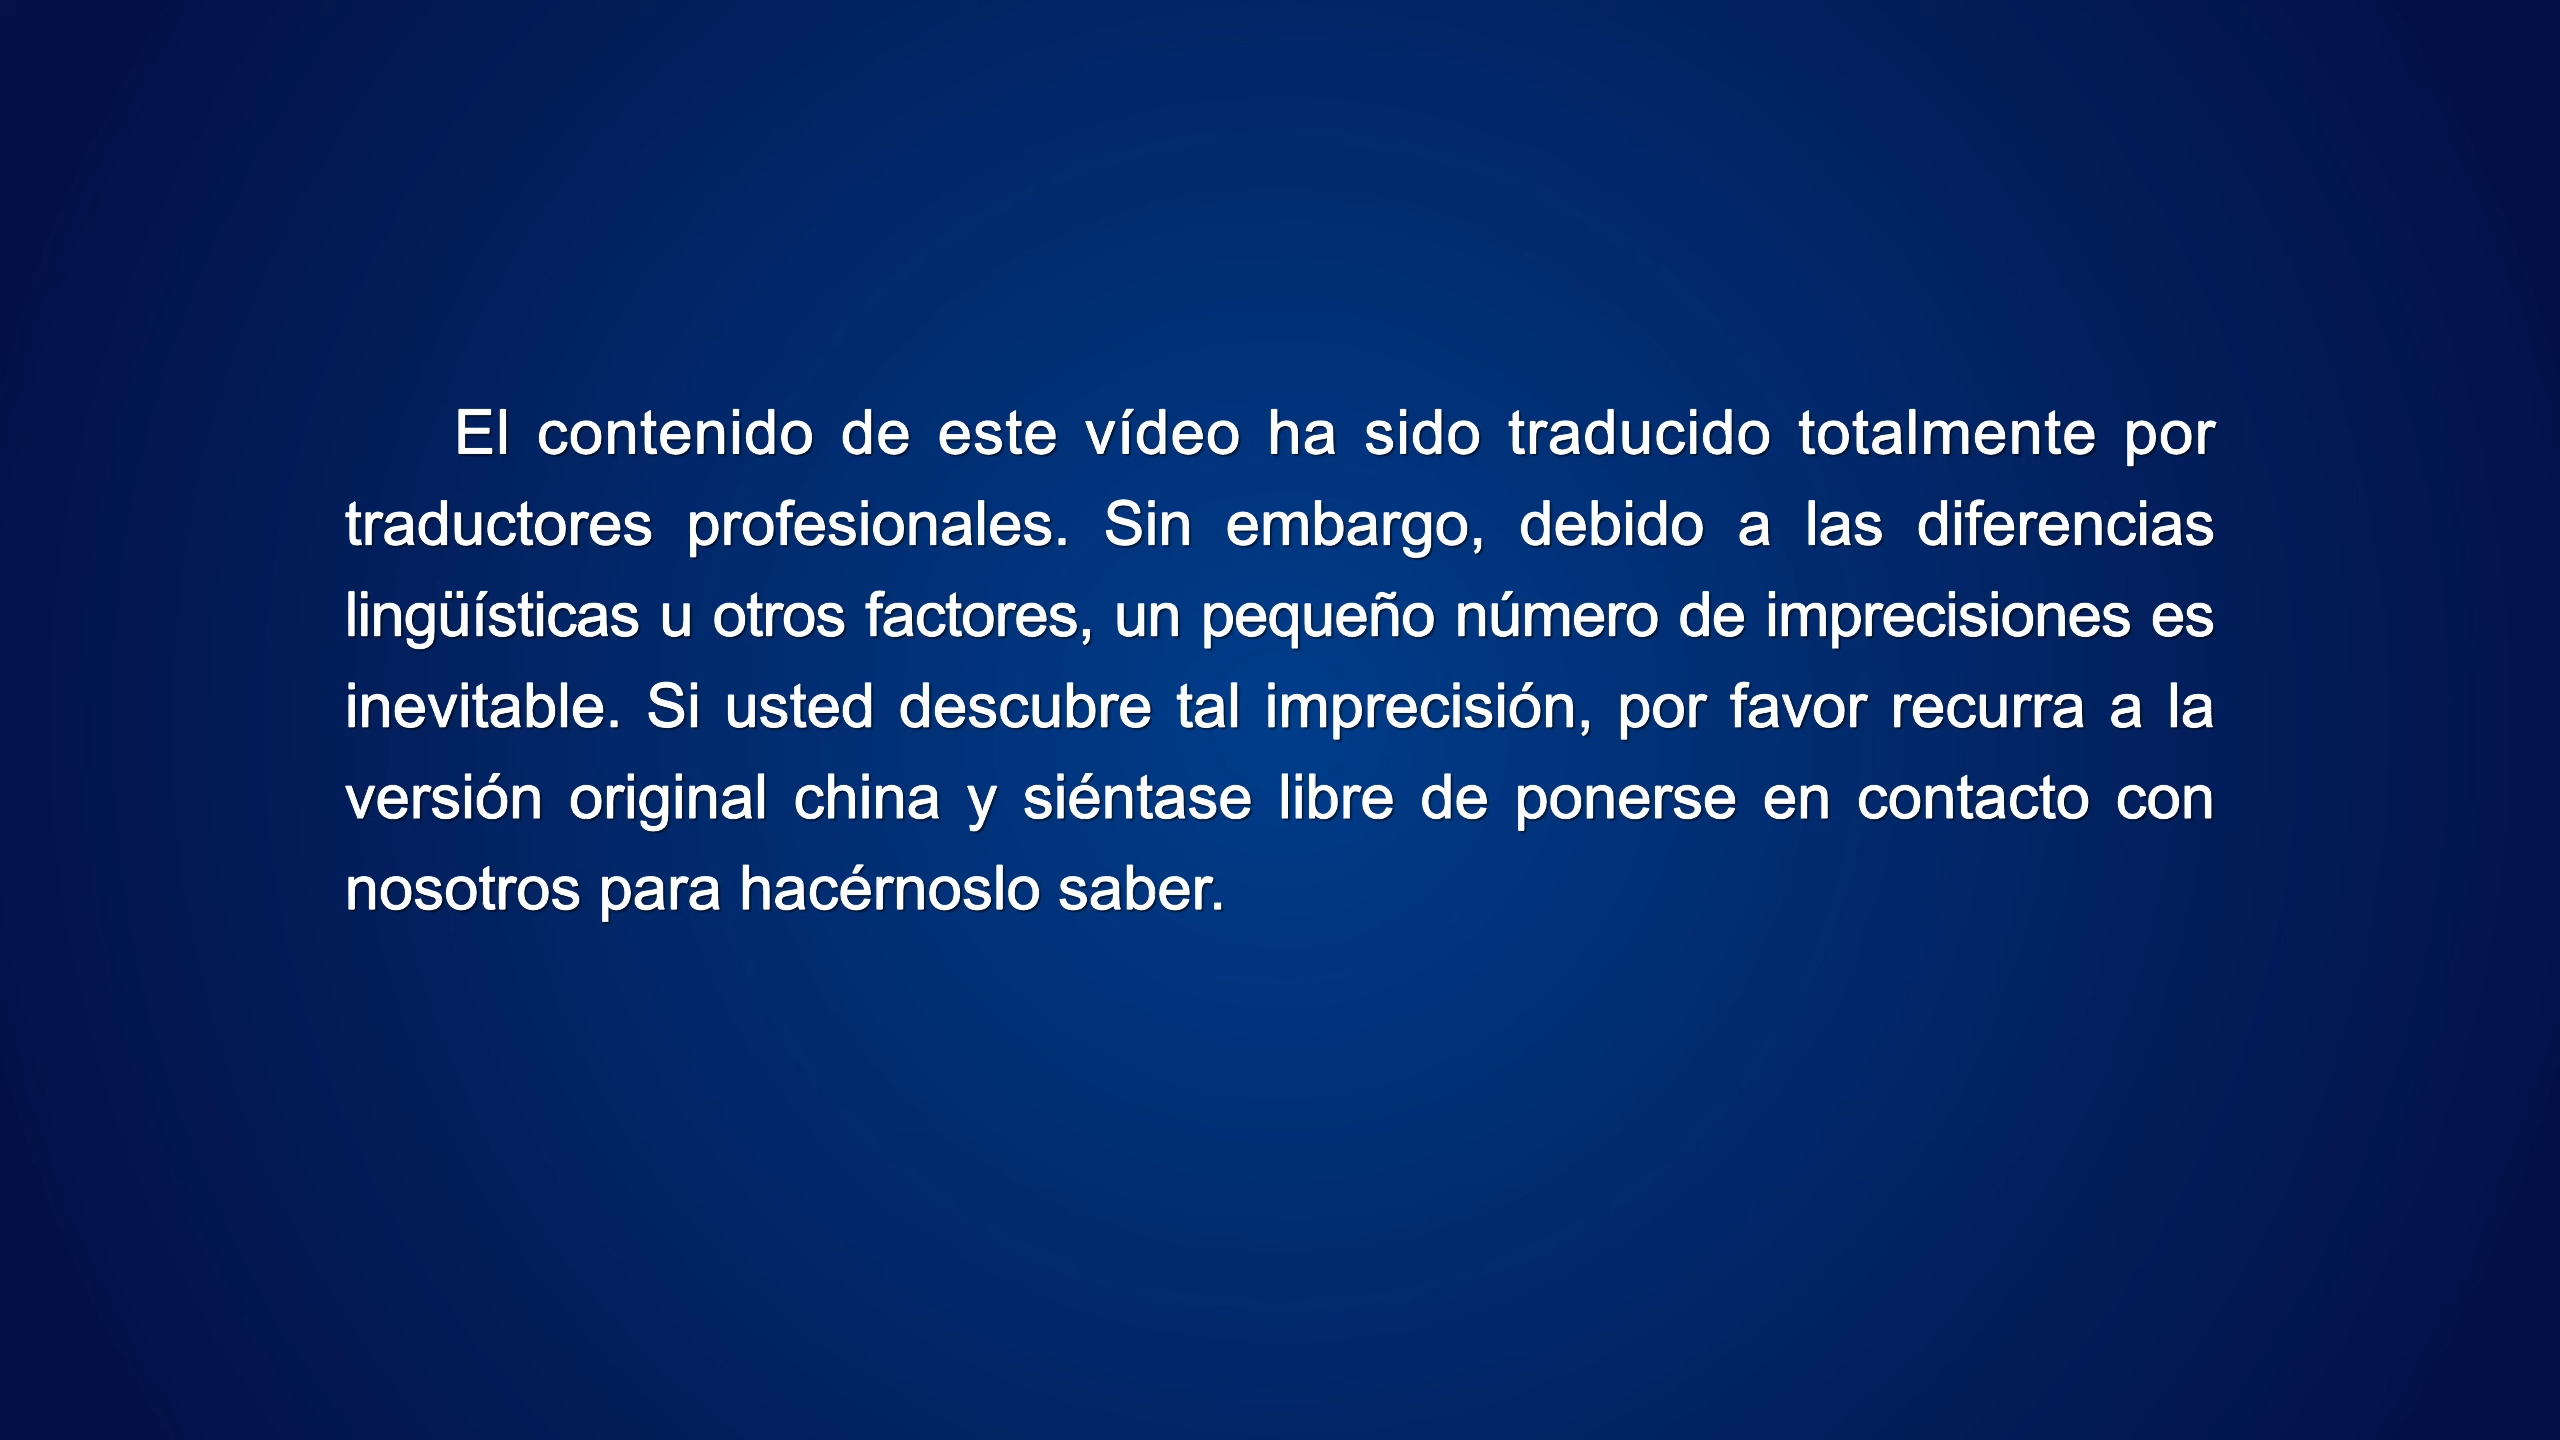 El contenido de este vídeo ha sido traducido totalmente por
traductores profesionales. Sin embargo, debido a las diferencias
lingüísticas u otros factores, un pequeño número de imprecisiones es
inevitable. Si usted descubre tal imprecisión, por favor recurra a la
versión original china y siéntase libre de ponerse en contacto con
nosotros para hacérnoslo saber.